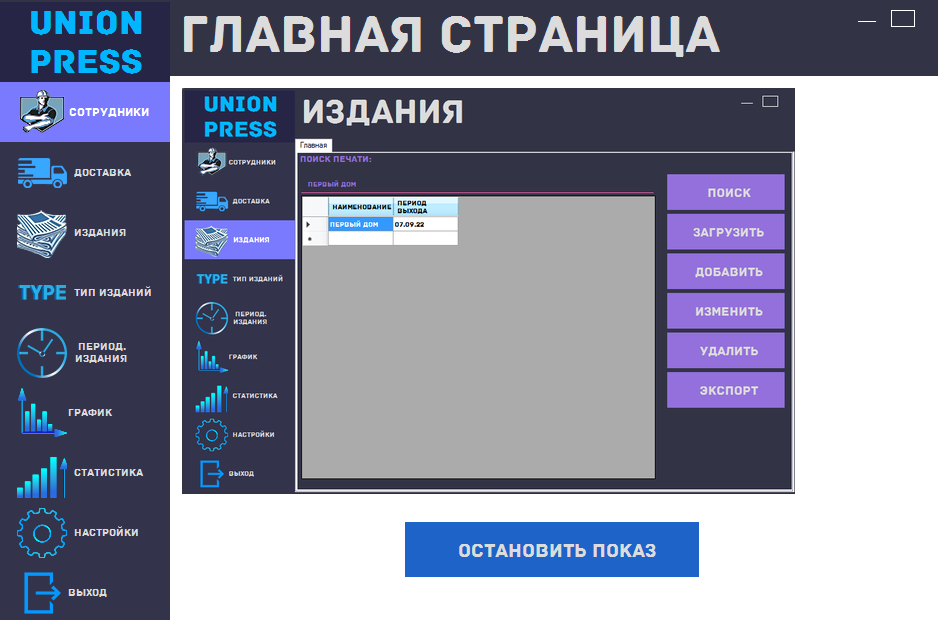 UNION
PRESS
ГЛАВНАЯ СТРАНИЦА
СОТРУДНИКИ
ДОСТАВКА
ИЗДАНИЯ
TYPE ТИП ИЗДАНИЙ
ПЕРИОД.
ИЗДАНИЯ
ГРАФИК
СТАТИСТИКА
НАСТРОЙКИ
ВЫХОД
UNION
PRESS
ИЗДАНИЯ
СОТРУДНИКИ
ДОСТАВКА
ИЗДАНИЯ
TYPE ТИП ИЗДАНИЙ
ПЕРИОД.
ИЗДАНИЯ
ГРАФИК
СТАТИСТИКА
НАСТРОЙКИ
ВЫХОД
Главная
ПОИСК ПЕЧАТИ:
ПЕРВЫЙ ДОМ
НАИМЕНОВАНИЕ
ПЕРИОД
ВЫХОДА
ПЕРВЫЙ ДОМ
07.09.22
ПОИСК
ЗАГРУЗИТЬ
ДОБАВИТЬ
ИЗМЕНИТЬ
УДАЛИТЬ
ЭКСПОРТ
ОСТАНОВИТЬ ПОКАЗ